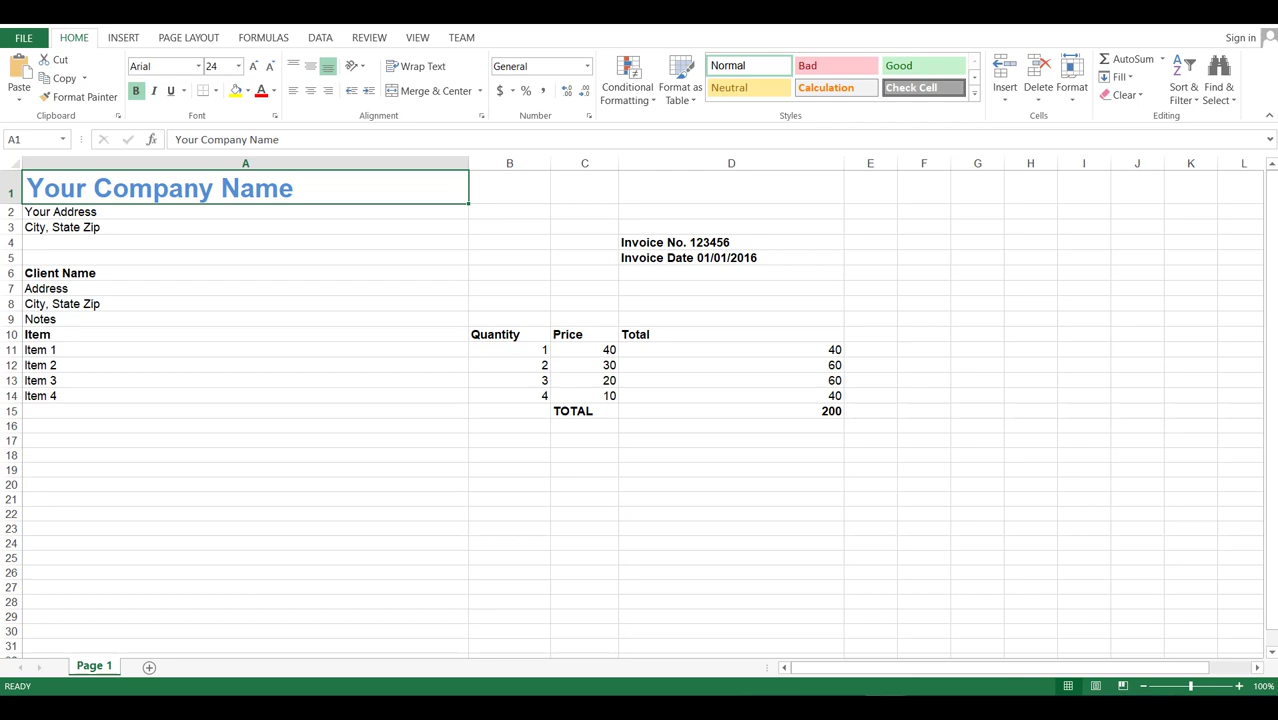 FILE HOME INSERT PAGE LAYOUT FORMULAS DATA REVIEW VIEW TEAM Sign in
Paste
Cut
Copy
Format Painter
Clipboard
Arial 24
B I U
Font
Wrap Text
Merge & Center
Alignment
General
$ % ,
Number
Conditional Formatting
Format as Table
Normal Bad Good
Neutral Calculation Check Cell
Styles
Insert Delete Format
Cells
AutoSum
Fill
Clear
Sort & Filter
Find & Select
Editing
A1 fx Your Company Name
A B C D E F G H I J K L
1 Your Company Name
2 Your Address
3 City, State Zip
4 Invoice No. 123456
5 Invoice Date 01/01/2016
6 Client Name
7 Address
8 City, State Zip
9 Notes
10 Item Quantity Price Total
11 Item 1 1 40 40
12 Item 2 2 30 60
13 Item 3 3 20 60
14 Item 4 4 10 40
15 TOTAL 200
16
17
18
19
20
21
22
23
24
25
26
27
28
29
30
31
Page 1
READY 100%